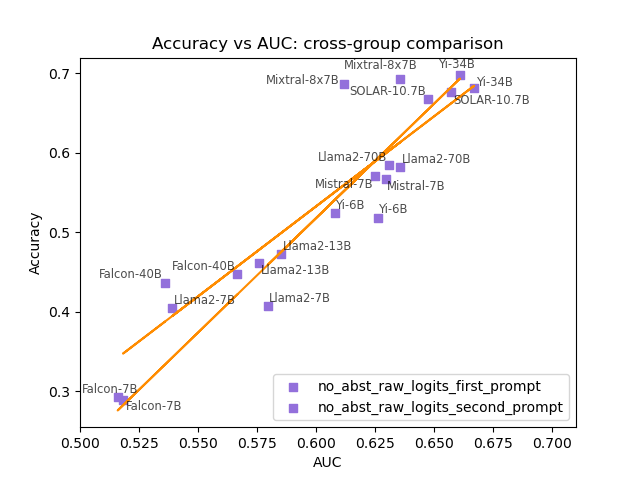 Accuracy vs AUC: cross-group comparison
Mixtral-8x7B
Yi-34B
Mixtral-8x7B
Yi-34B
SOLAR-10.7B
SOLAR-10.7B
Llama2-70B
Llama2-70B
Mistral-7B
Mistral-7B
Yi-6B
Yi-6B
Llama2-13B
Falcon-40B
Llama2-13B
Falcon-40B
Llama2-7B
Llama2-7B
Falcon-7B
Falcon-7B
0.7
0.6
0.5
0.4
0.3
Accuracy
no_abst_raw_logits_first_prompt
no_abst_raw_logits_second_prompt
0.500 0.525 0.550 0.575 0.600 0.625 0.650 0.675 0.700
AUC